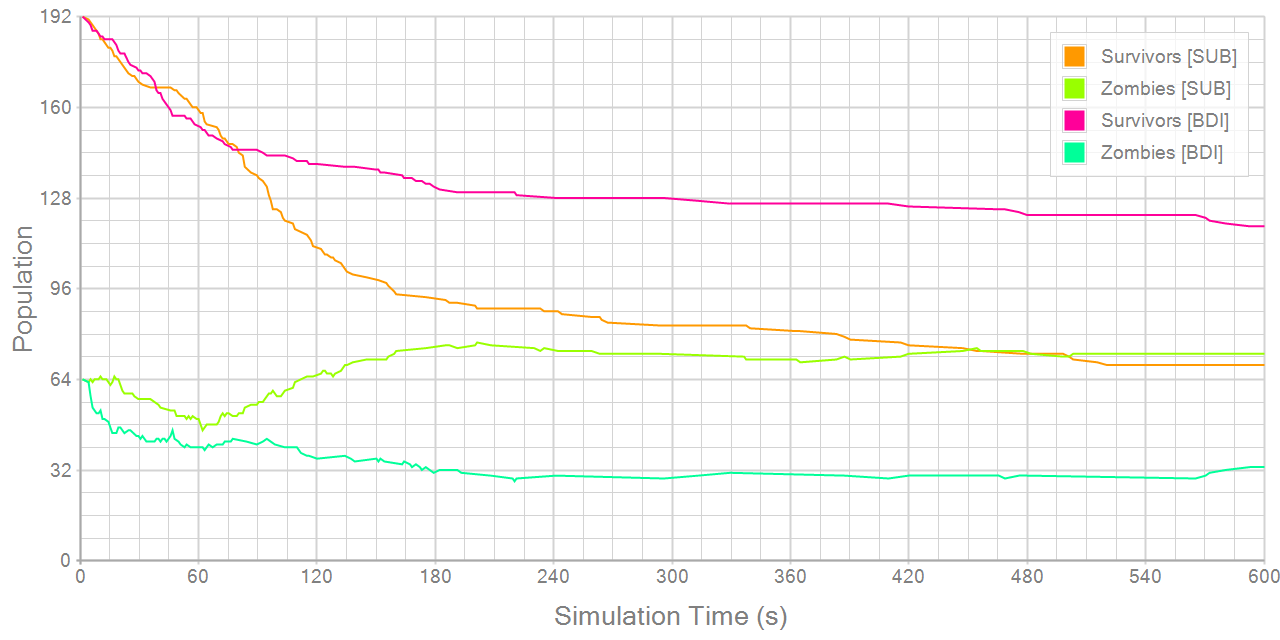 192
160
128
96
64
32
0
Population
Survivors [SUB]
Zombies [SUB]
Survivors [BDI]
Zombies [BDI]
0 60 120 180 240 300 360 420 480 540 600
Simulation Time (s)